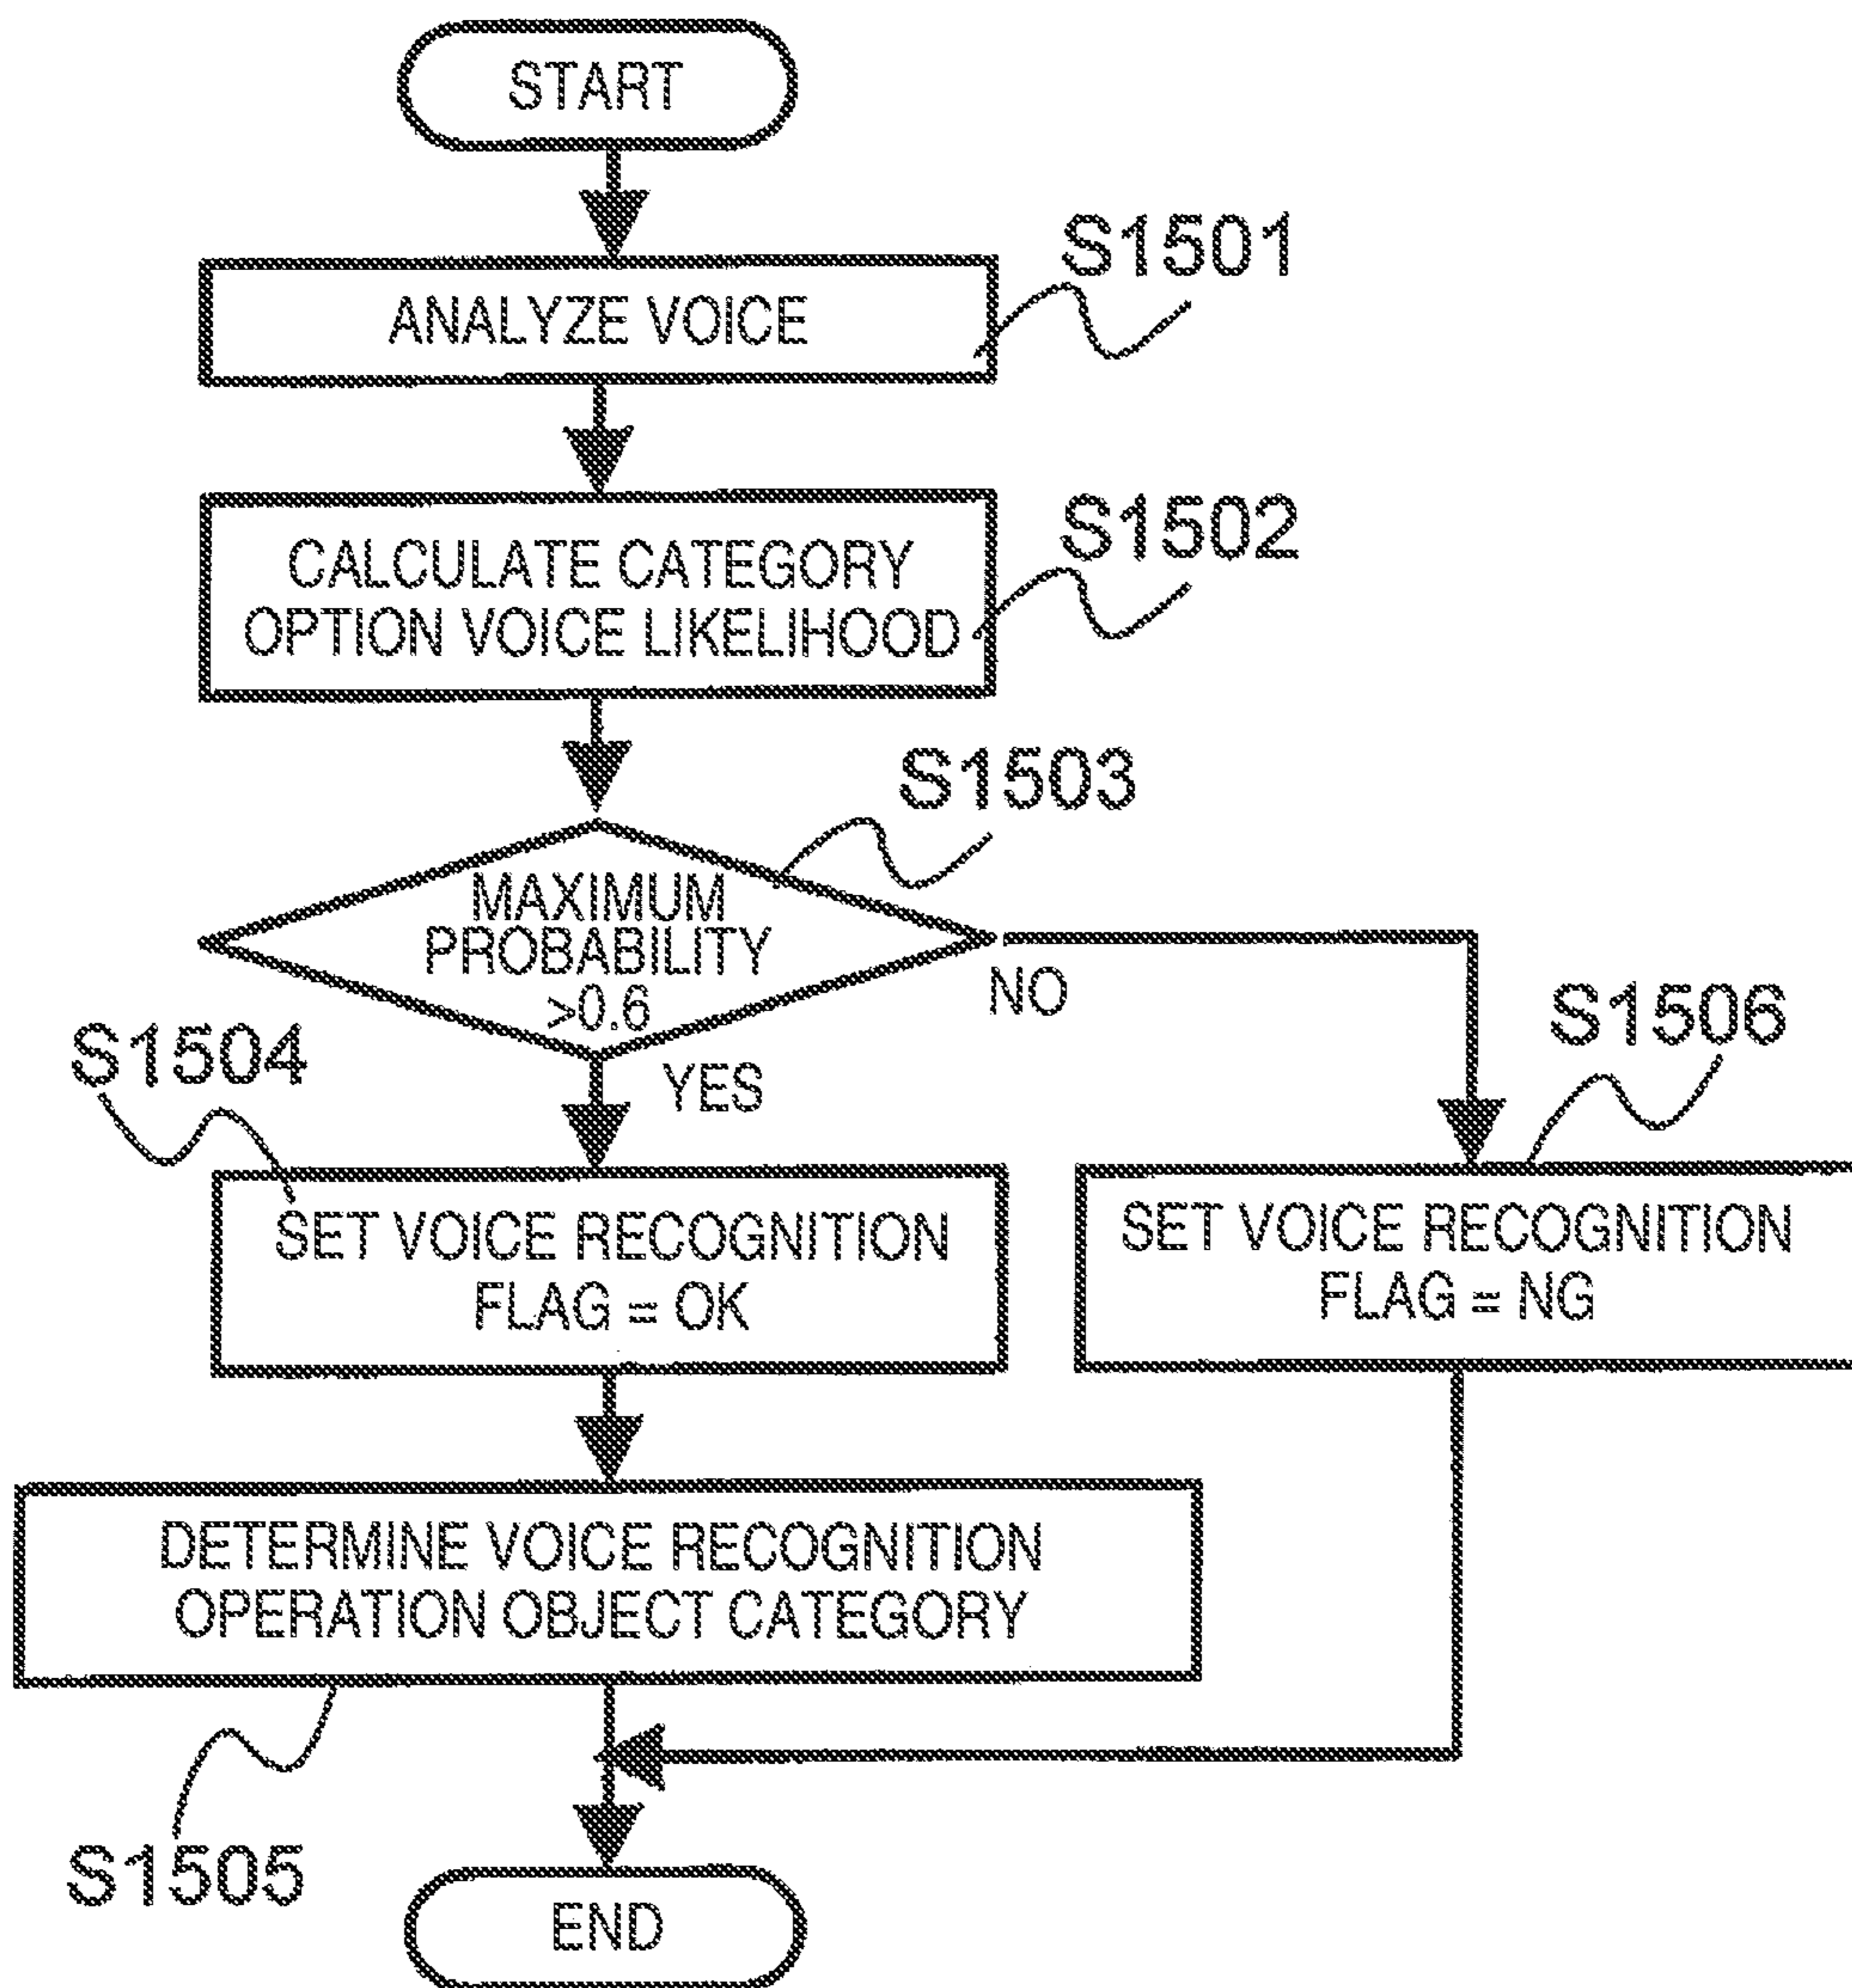 START
S1501
ANALYZE VOICE
S1502
CALCULATE CATEGORY
OPTION VOICE LIKELIHOOD
S1503
MAXIMUM
PROBABILITY
>0.6
NO
YES
S1504
S1506
SET VOICE RECOGNITION
FLAG = OK
SET VOICE RECOGNITION
FLAG = NG
DETERMINE VOICE RECOGNITION
OPERATION OBJECT CATEGORY
S1505
END